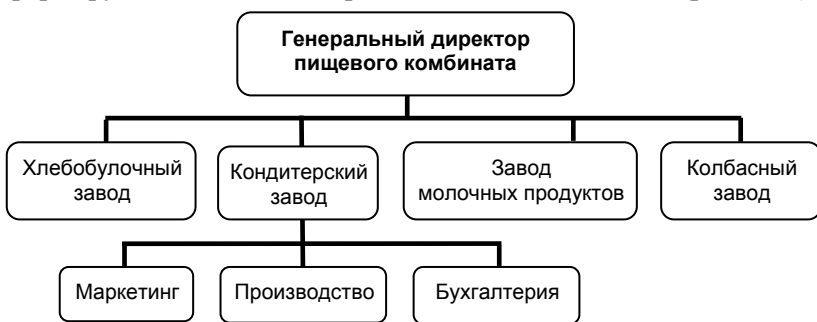 Генеральный директор
пищевого комбината
Хлебобулочный
завод
Кондитерский
завод
Завод
молочных продуктов
Колбасный
завод
Маркетинг
Производство
Бухгалтерия